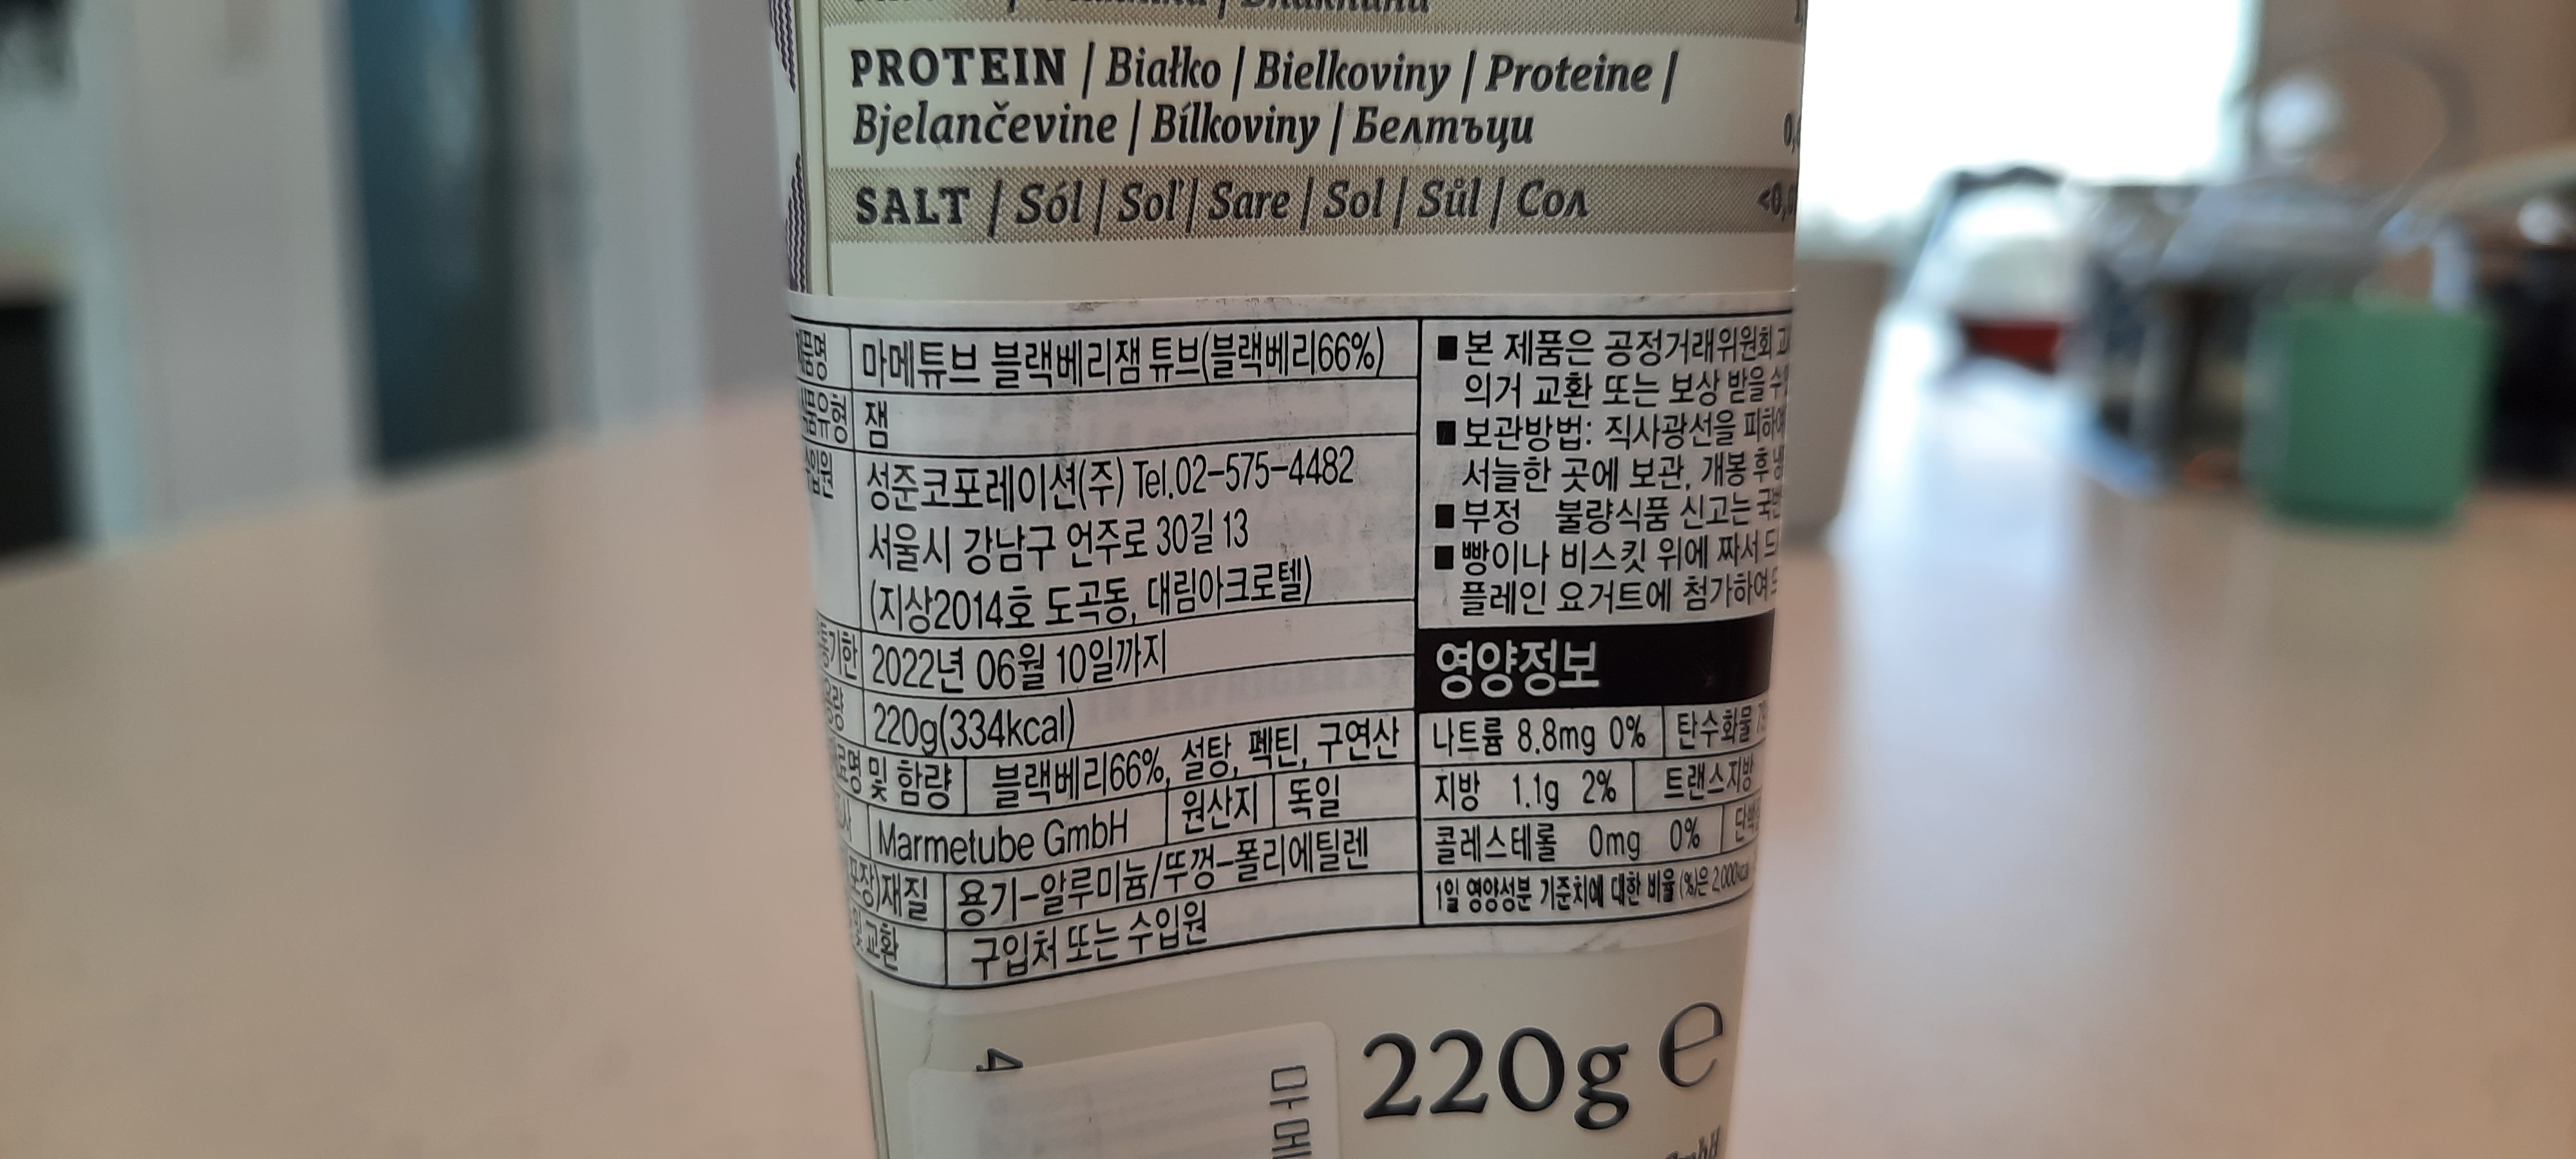 PROTEIN / Białko / Bielkoviny / Proteine /
Bjelančevine / Bílkoviny / Белтъци
SALT / Sól / Soľ / Sare / Sol / Sůl / Сол
마메튜브 블랙베리잼 튜브(블랙베리66%)
잼
성준코포레이션(주) Tel.02-575-4482
서울시 강남구 언주로 30길 13
(지상2014호 도곡동, 대림아크로텔)
2022년 06월 10일까지
220g(334kcal)
및 함량 블랙베리66%, 설탕, 펙틴, 구연산
Marmetube GmbH 원산지 독일
재질 용기-알루미늄/뚜껑-폴리에틸렌
및 교환 구입처 또는 수입원
■본 제품은 공정거래위원회
의거 교환 또는 보상 받을
■보관방법: 직사광선을
서늘한 곳에 보관, 개봉 후
■부정 불량식품 신고는
■빵이나 비스킷 위에 짜서
플레인 요거트에 첨가하여
영양정보
나트륨 8.8mg 0% 탄수화물
지방 1.1g 2% 트랜스지방
콜레스테롤 0mg 0%
1일 영양성분 기준치에 대한 비율(%)은
220g e